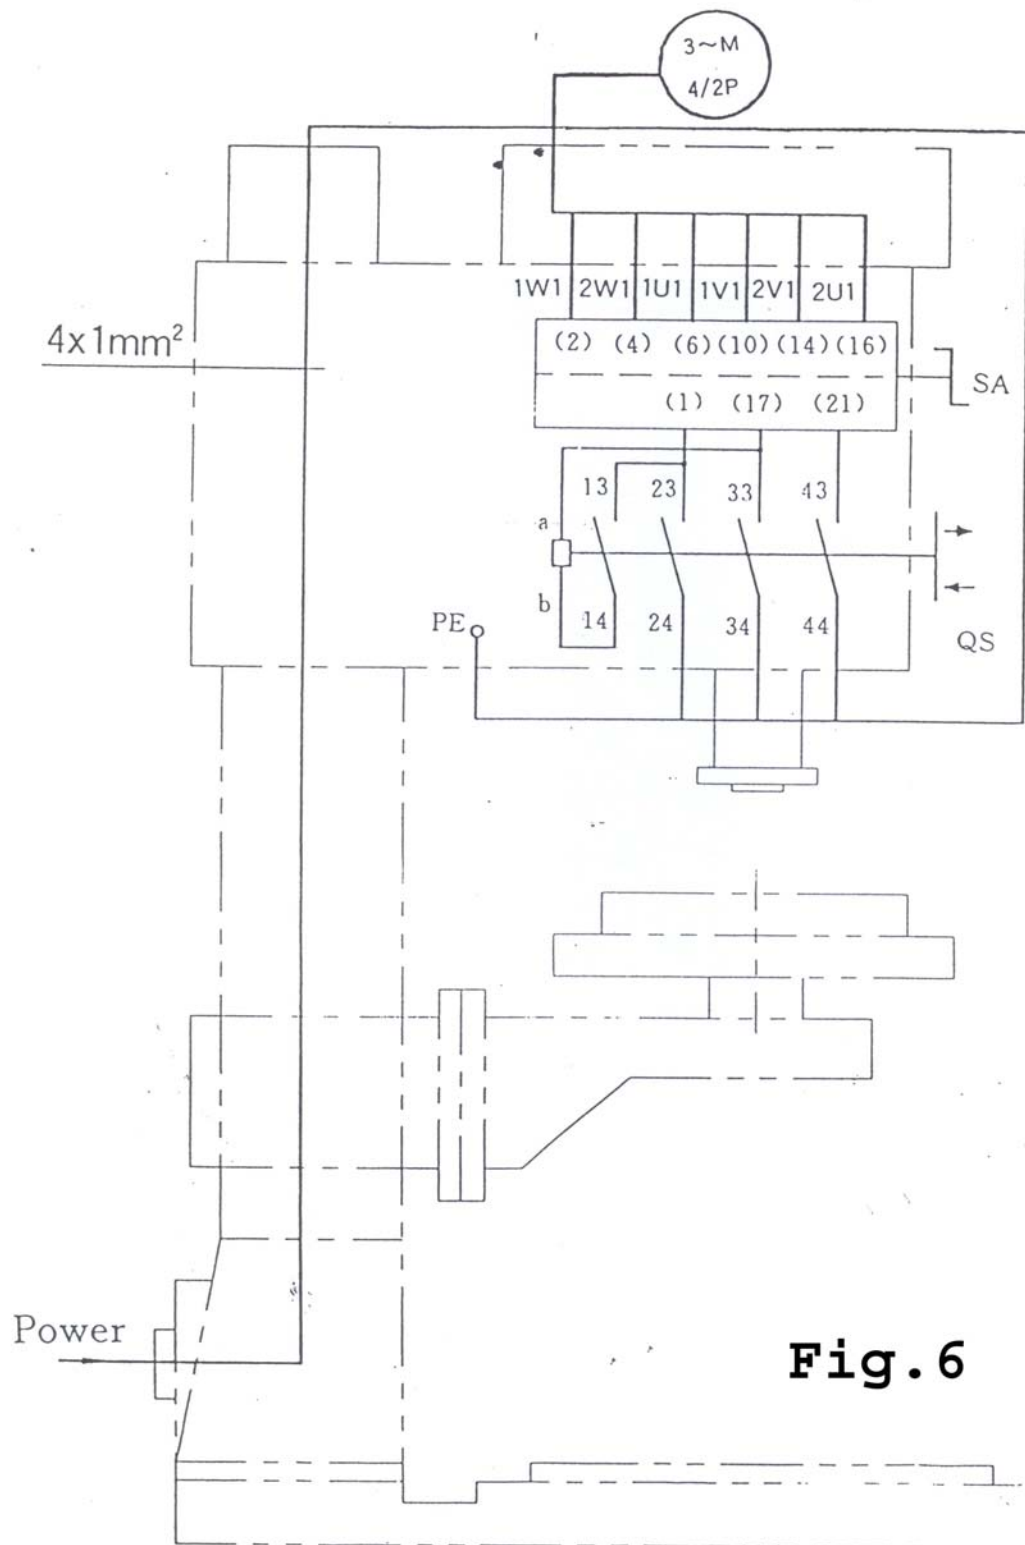 3~M
4/2P
1W1 2W1 1U1 1V1 2V1 2U1
4x1mm²
(2) (4) (6) (10) (14) (16)
SA
(1) (17) (21)
13 23 33 43
a
b
14 24 34 44
PE
QS
Power
Fig.6